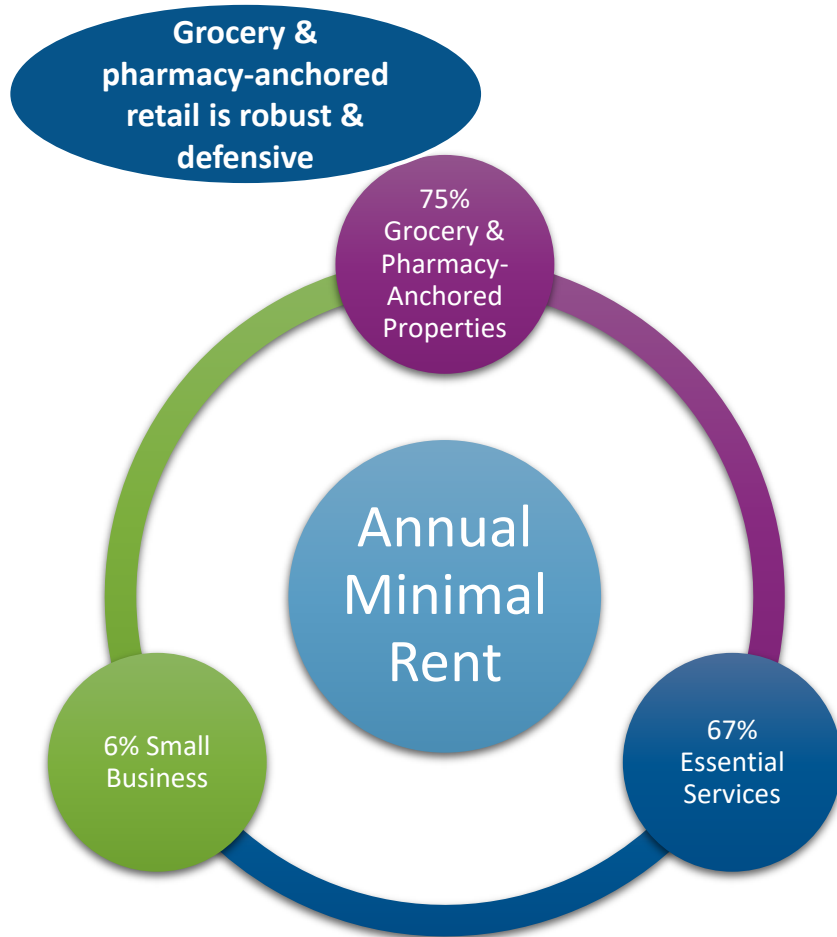 Grocery &
pharmacy-anchored
retail is robust &
defensive
75%
Grocery &
Pharmacy-
Anchored
Properties
Annual
Minimal
Rent
6% Small
Business
67%
Essential
Services